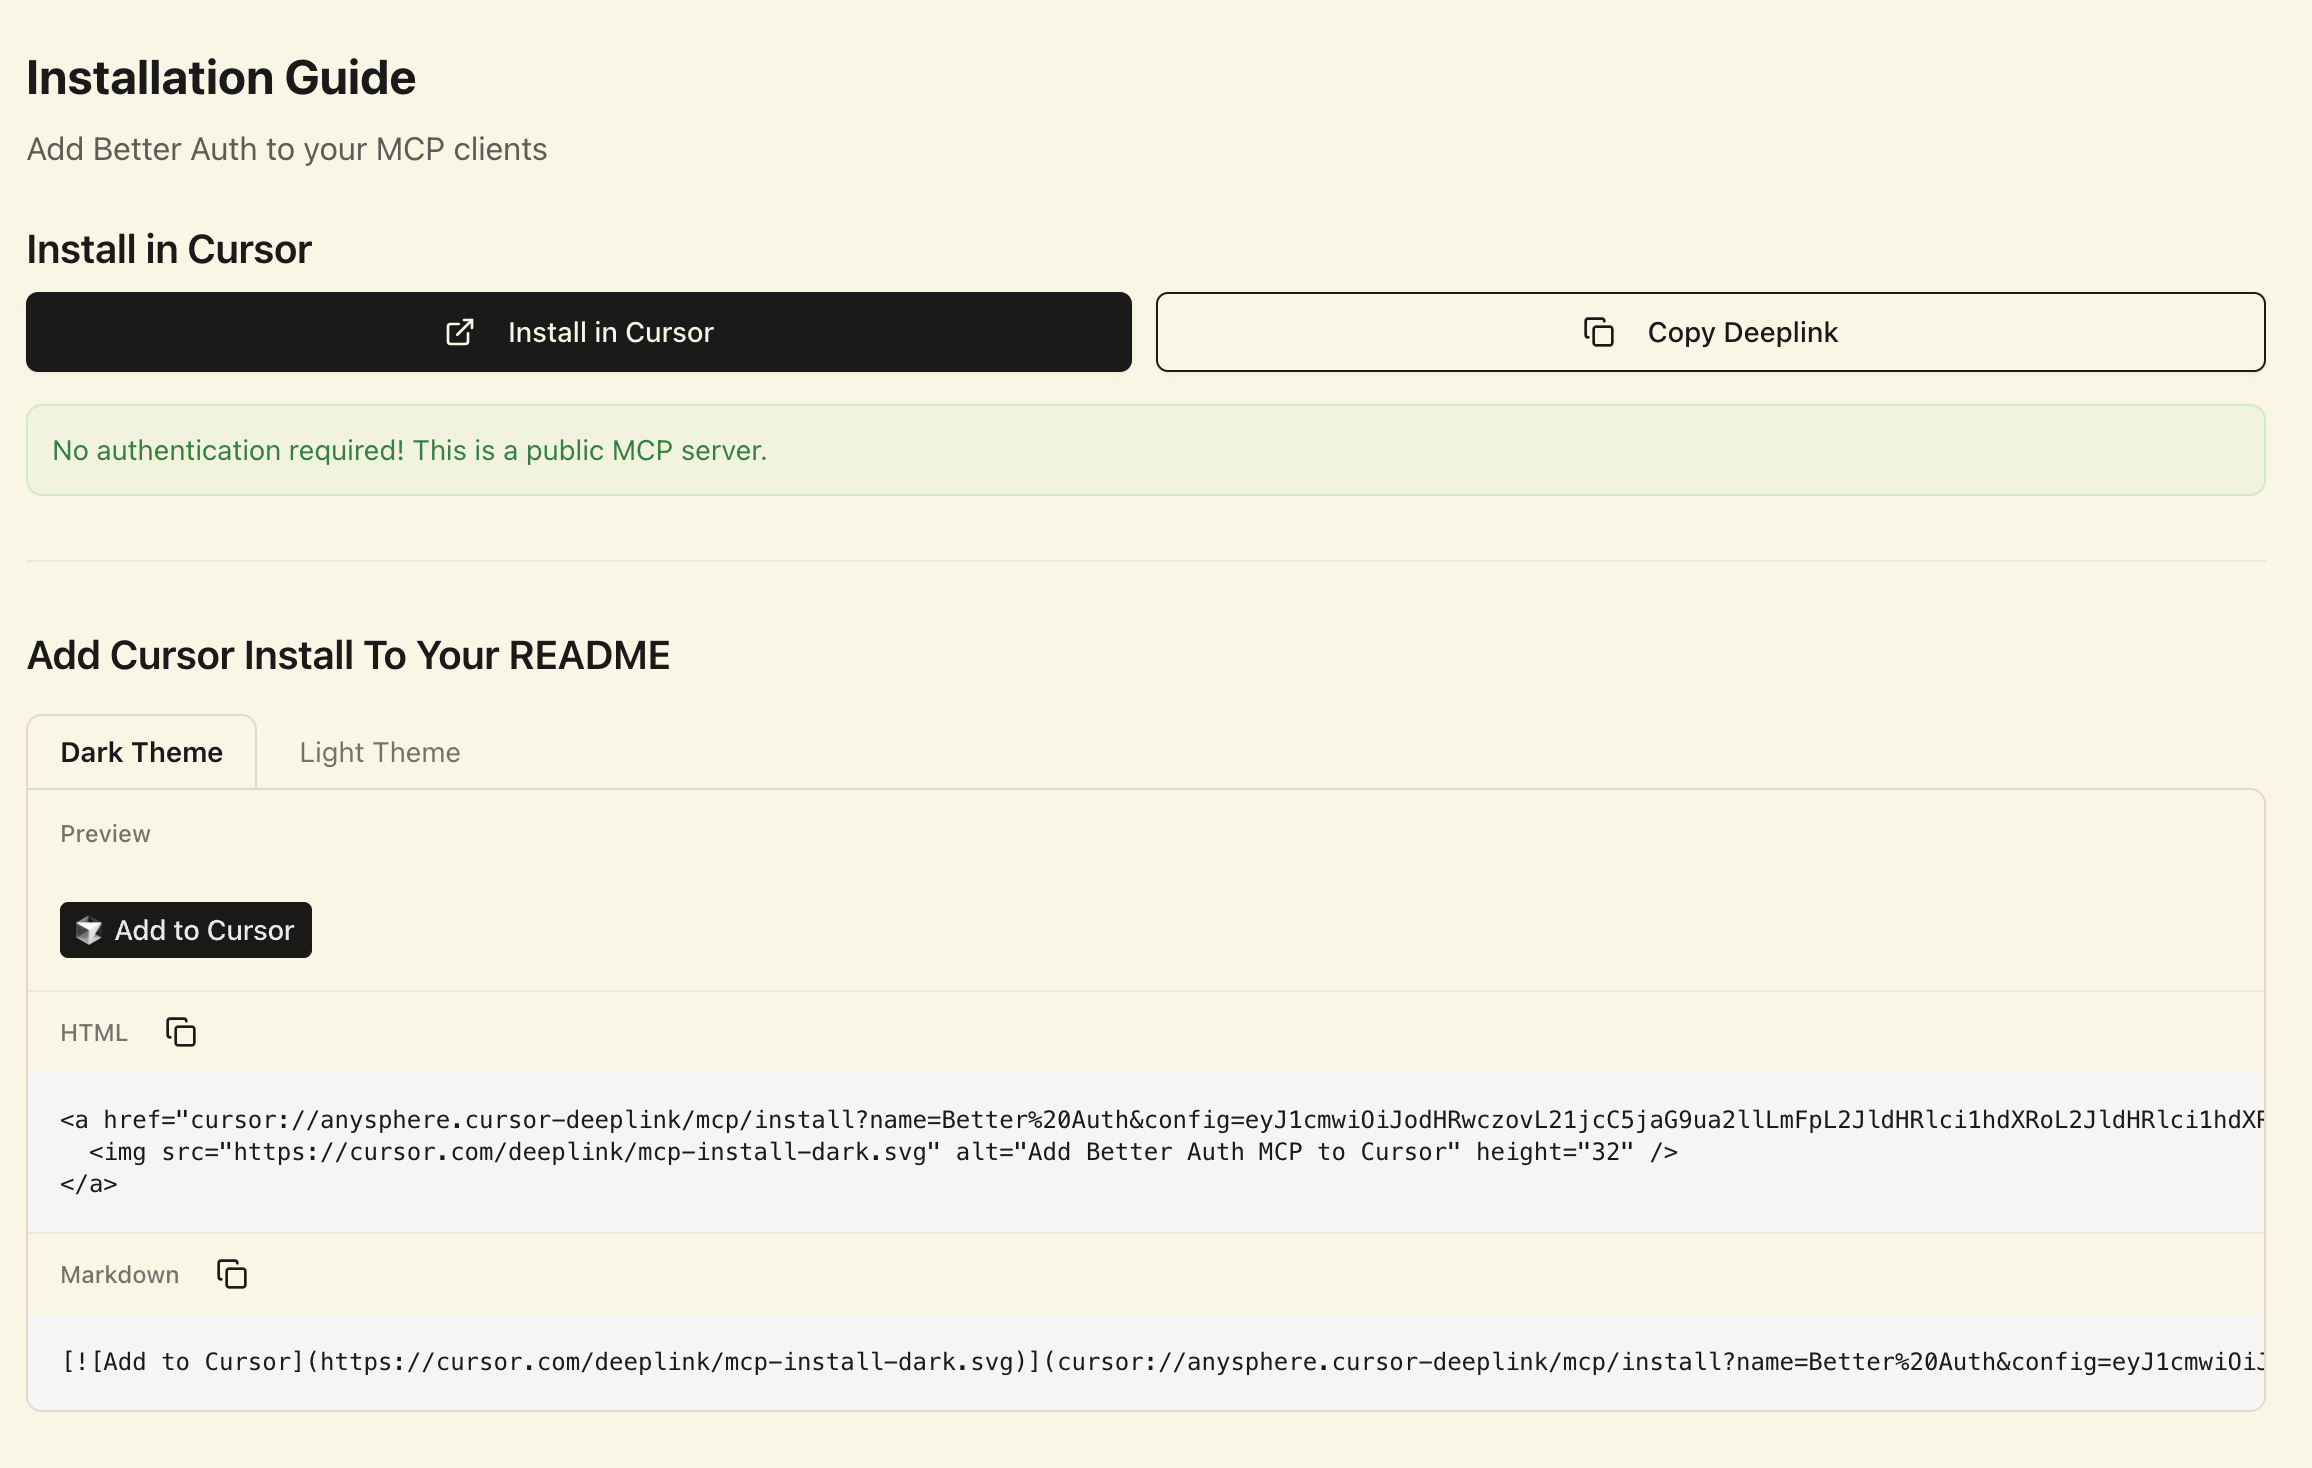 Installation Guide
Add Better Auth to your MCP clients
Install in Cursor
Install in Cursor
Copy Deeplink
No authentication required! This is a public MCP server.
Add Cursor Install To Your README
Dark Theme
Light Theme
Preview
Add to Cursor
HTML
<a href="cursor://anysphere.cursor-deeplink/mcp/install?name=Better%20Auth&config=eyJ1cmwiOiJodHRwczovL21jcC5jaG9ua2llLmFpL2JldHRlci1hdXRoL2JldHRlci1hdXR
  <img src="https://cursor.com/deeplink/mcp-install-dark.svg" alt="Add Better Auth MCP to Cursor" height="32" />
</a>
Markdown
[![Add to Cursor](https://cursor.com/deeplink/mcp-install-dark.svg)](cursor://anysphere.cursor-deeplink/mcp/install?name=Better%20Auth&config=eyJ1cmwiOiJ